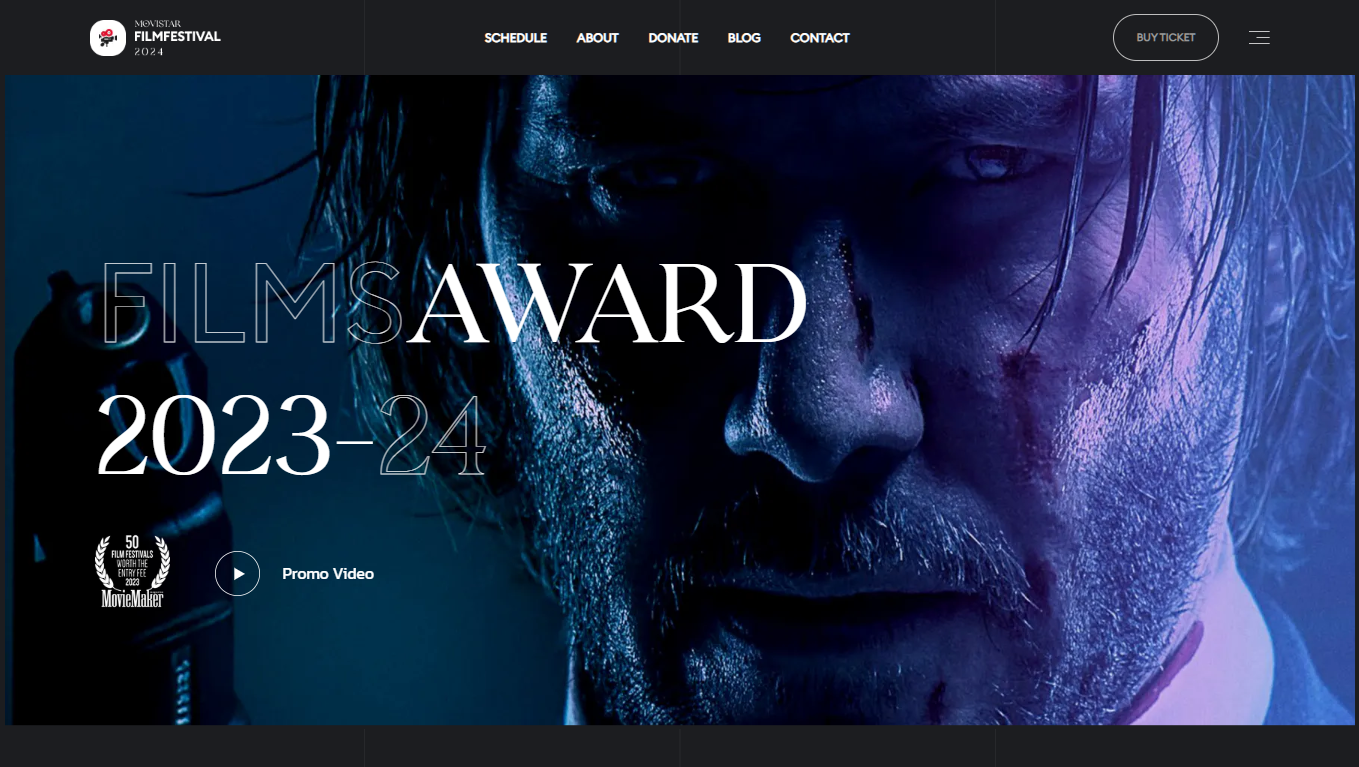 MOVISTAR
FILMFESTIVAL
2024
SCHEDULE ABOUT DONATE BLOG CONTACT
BUY TICKET
FILMSAWARD
2023–24
50
FILM FESTIVALS
WORTH THE
ENTRY FEE
2023
MovieMaker
Promo Video